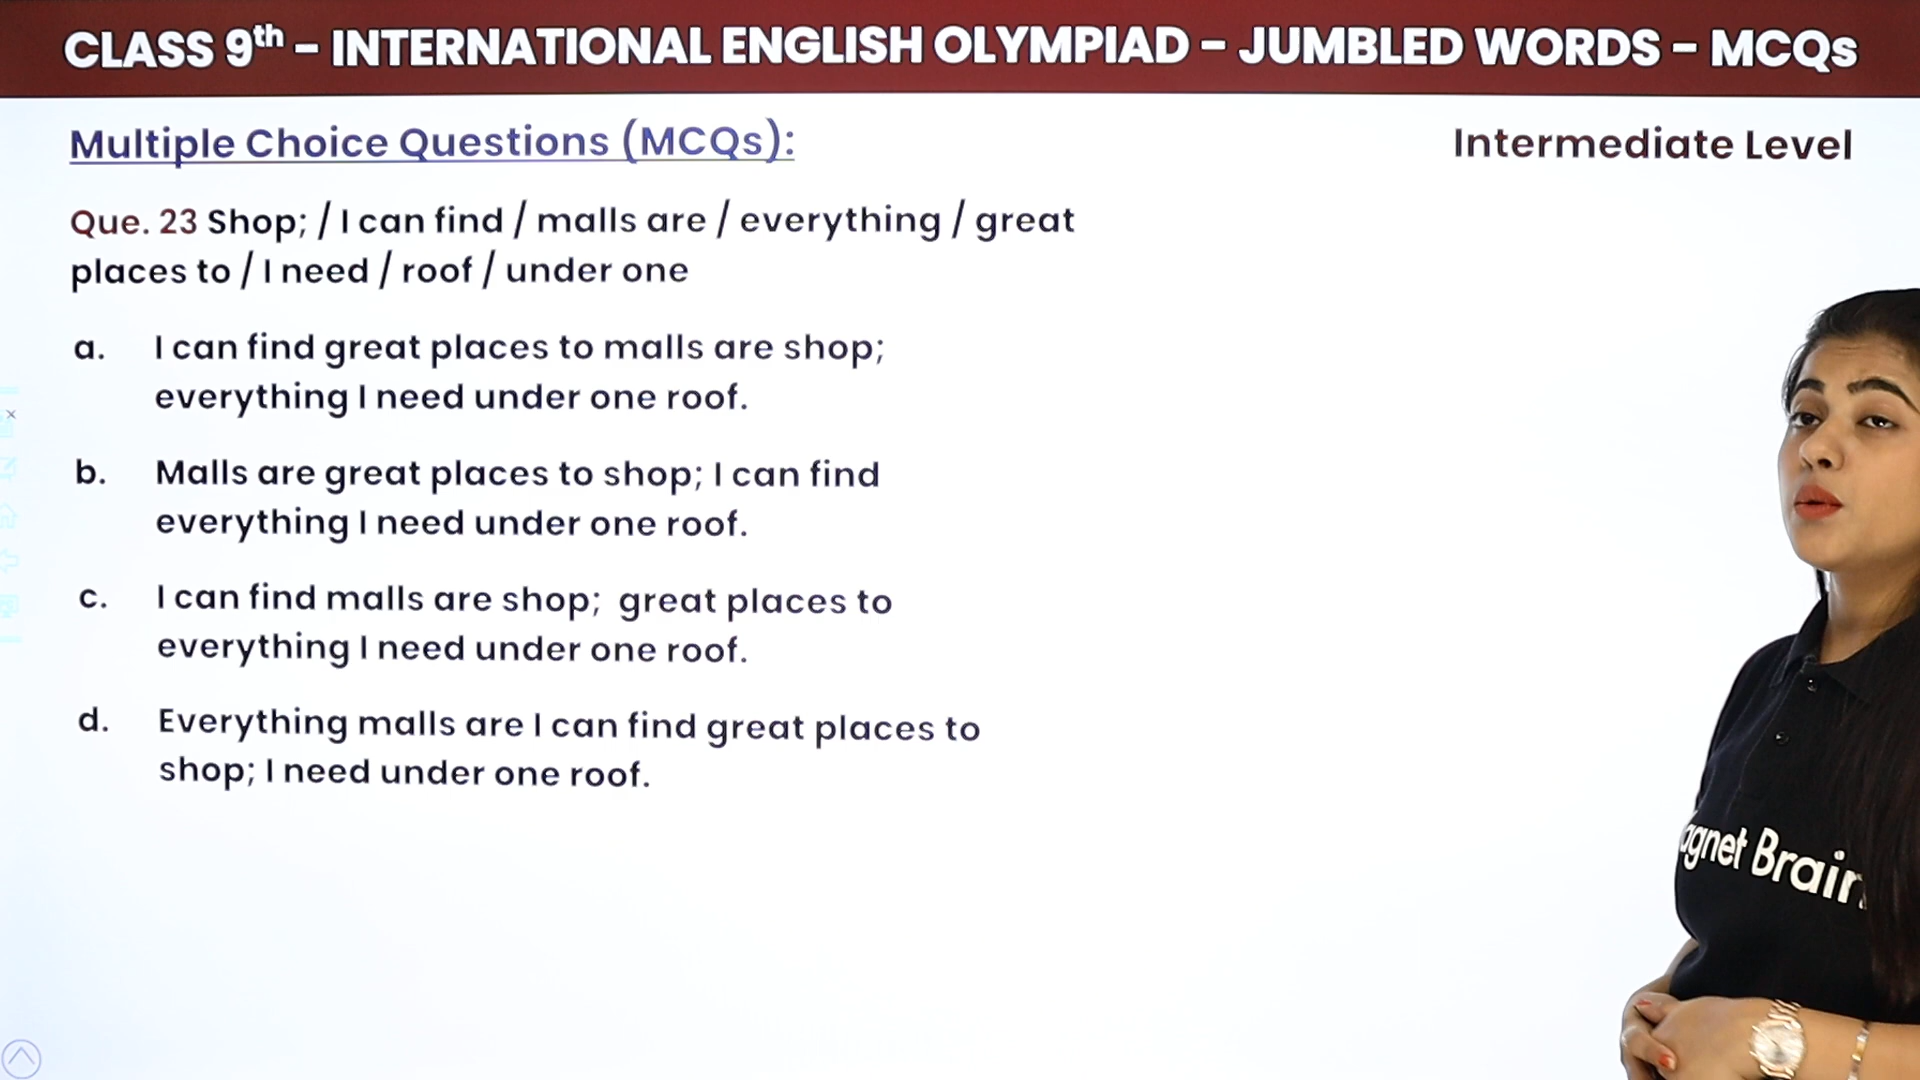 CLASS 9th – INTERNATIONAL ENGLISH OLYMPIAD – JUMBLED WORDS – MCQs
Multiple Choice Questions (MCQs):
Intermediate Level
Que. 23 Shop; / I can find / malls are / everything / great
places to / I need / roof / under one
a. I can find great places to malls are shop;
everything I need under one roof.
b. Malls are great places to shop; I can find
everything I need under one roof.
c. I can find malls are shop; great places to
everything I need under one roof.
d. Everything malls are I can find great places to
shop; I need under one roof.
agnet Brain